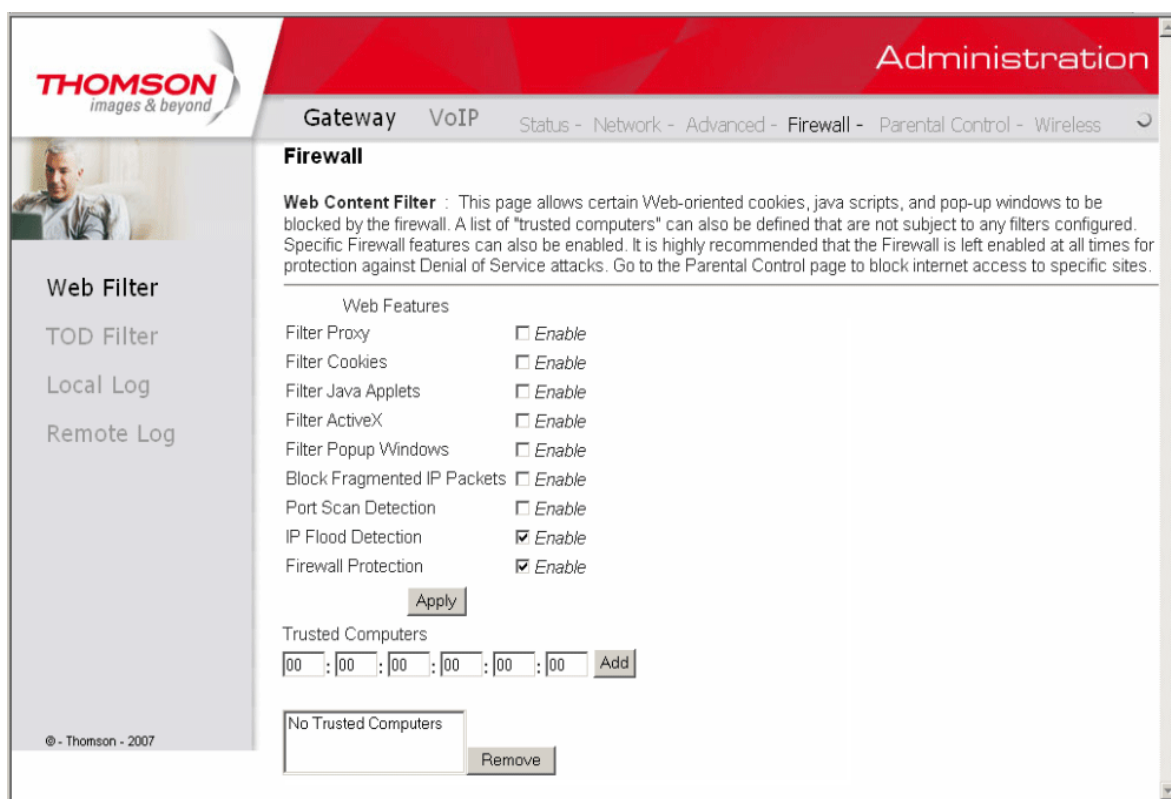 Administration
THOMSON
images & beyond
Gateway VoIP Status - Network - Advanced - Firewall - Parental Control - Wireless
Firewall
Web Content Filter : This page allows certain Web-oriented cookies, java scripts, and pop-up windows to be
blocked by the firewall. A list of "trusted computers" can also be defined that are not subject to any filters configured.
Specific Firewall features can also be enabled. It is highly recommended that the Firewall is left enabled at all times for
protection against Denial of Service attacks. Go to the Parental Control page to block internet access to specific sites.
Web Filter
TOD Filter
Local Log
Remote Log
Web Features
Filter Proxy Enable
Filter Cookies Enable
Filter Java Applets Enable
Filter ActiveX Enable
Filter Popup Windows Enable
Block Fragmented IP Packets Enable
Port Scan Detection Enable
IP Flood Detection Enable
Firewall Protection Enable
Apply
Trusted Computers
00 : 00 : 00 : 00 : 00 : 00 Add
No Trusted Computers
Remove
© - Thomson - 2007